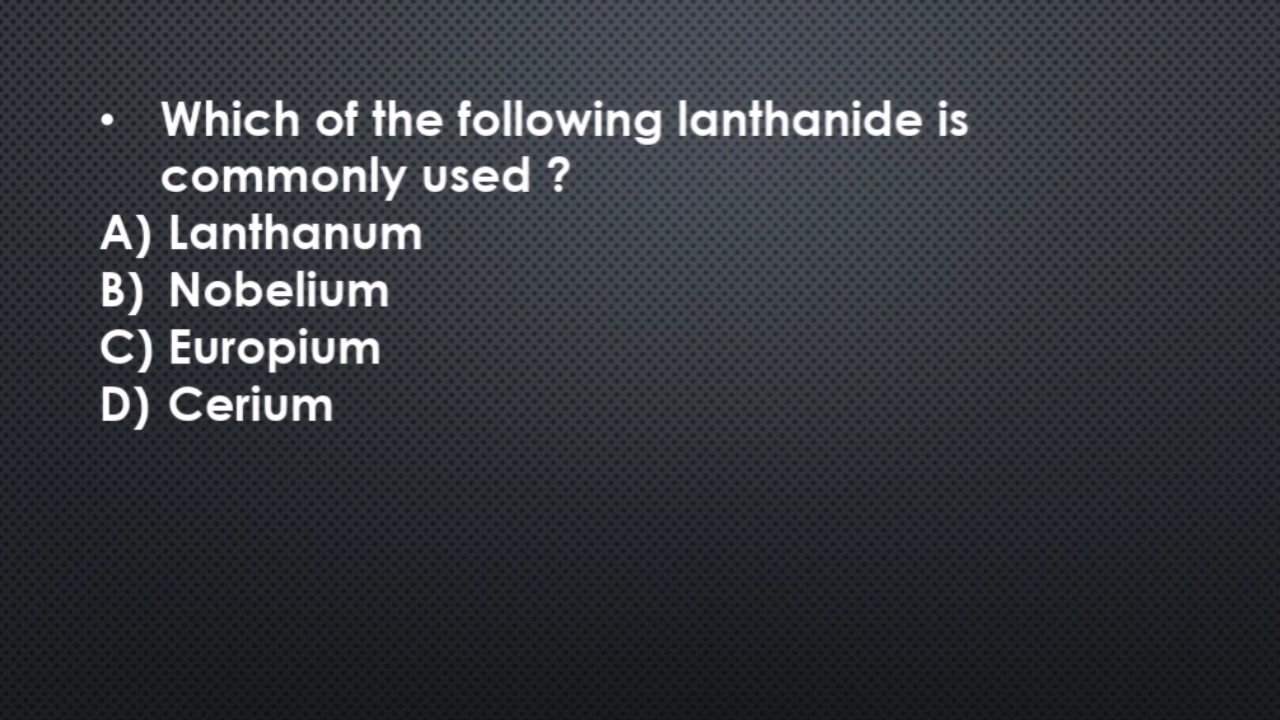 • Which of the following lanthanide is
commonly used ?
A) Lanthanum
B) Nobelium
C) Europium
D) Cerium